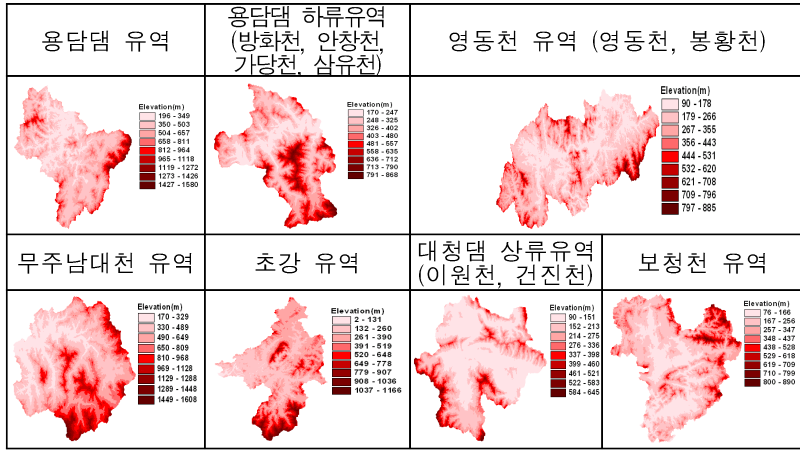 용담댐 유역
용담댐 하류유역
(방화천, 안창천,
가당천, 삼유천)
영동천 유역 (영동천, 봉황천)
Elevation(m)
196 - 349
350 - 503
504 - 657
658 - 811
812 - 964
965 - 1118
1119 - 1272
1273 - 1426
1427 - 1580
Elevation(m)
170 - 247
248 - 325
326 - 402
403 - 480
481 - 557
558 - 635
636 - 712
713 - 790
791 - 868
Elevation(m)
90 - 178
179 - 266
267 - 355
356 - 443
444 - 531
532 - 620
621 - 708
709 - 796
797 - 885
무주남대천 유역
초강 유역
대청댐 상류유역
(이원천, 건진천)
보청천 유역
Elevation(m)
170 - 329
330 - 489
490 - 649
650 - 809
810 - 968
969 - 1128
1129 - 1288
1289 - 1448
1449 - 1608
Elevation(m)
2 - 131
132 - 260
261 - 390
391 - 519
520 - 648
649 - 778
779 - 907
908 - 1036
1037 - 1166
Elevation(m)
90 - 151
152 - 213
214 - 275
276 - 336
337 - 398
399 - 460
461 - 521
522 - 583
584 - 645
Elevation(m)
76 - 166
167 - 256
257 - 347
348 - 437
438 - 528
529 - 618
619 - 709
710 - 799
800 - 890